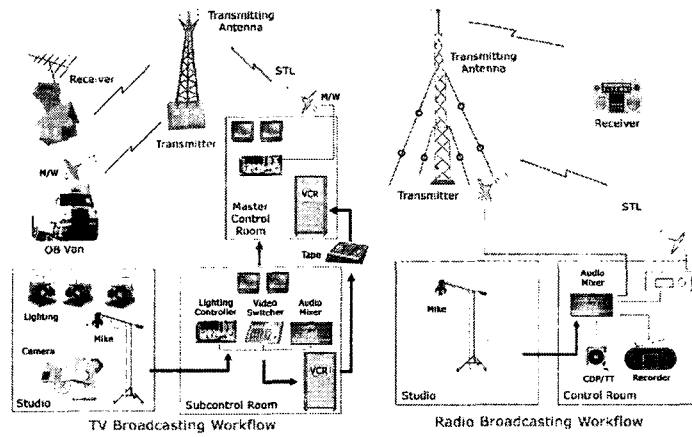 Transmitting
Antenna
STL
M/W
Receiver
Transmitter
M/W
OB Van
Master
Control
Room
VCR
Tape
Lighting
Mike
Camera
Studio
Lighting
Controller
Video
Switcher
Audio
Mixer
VCR
Subcontrol Room
TV Broadcasting Workflow
Transmitting
Antenna
Receiver
Transmitter
STL
Mike
Studio
Audio
Mixer
CDP/TT
Recorder
Control Room
Radio Broadcasting Workflow